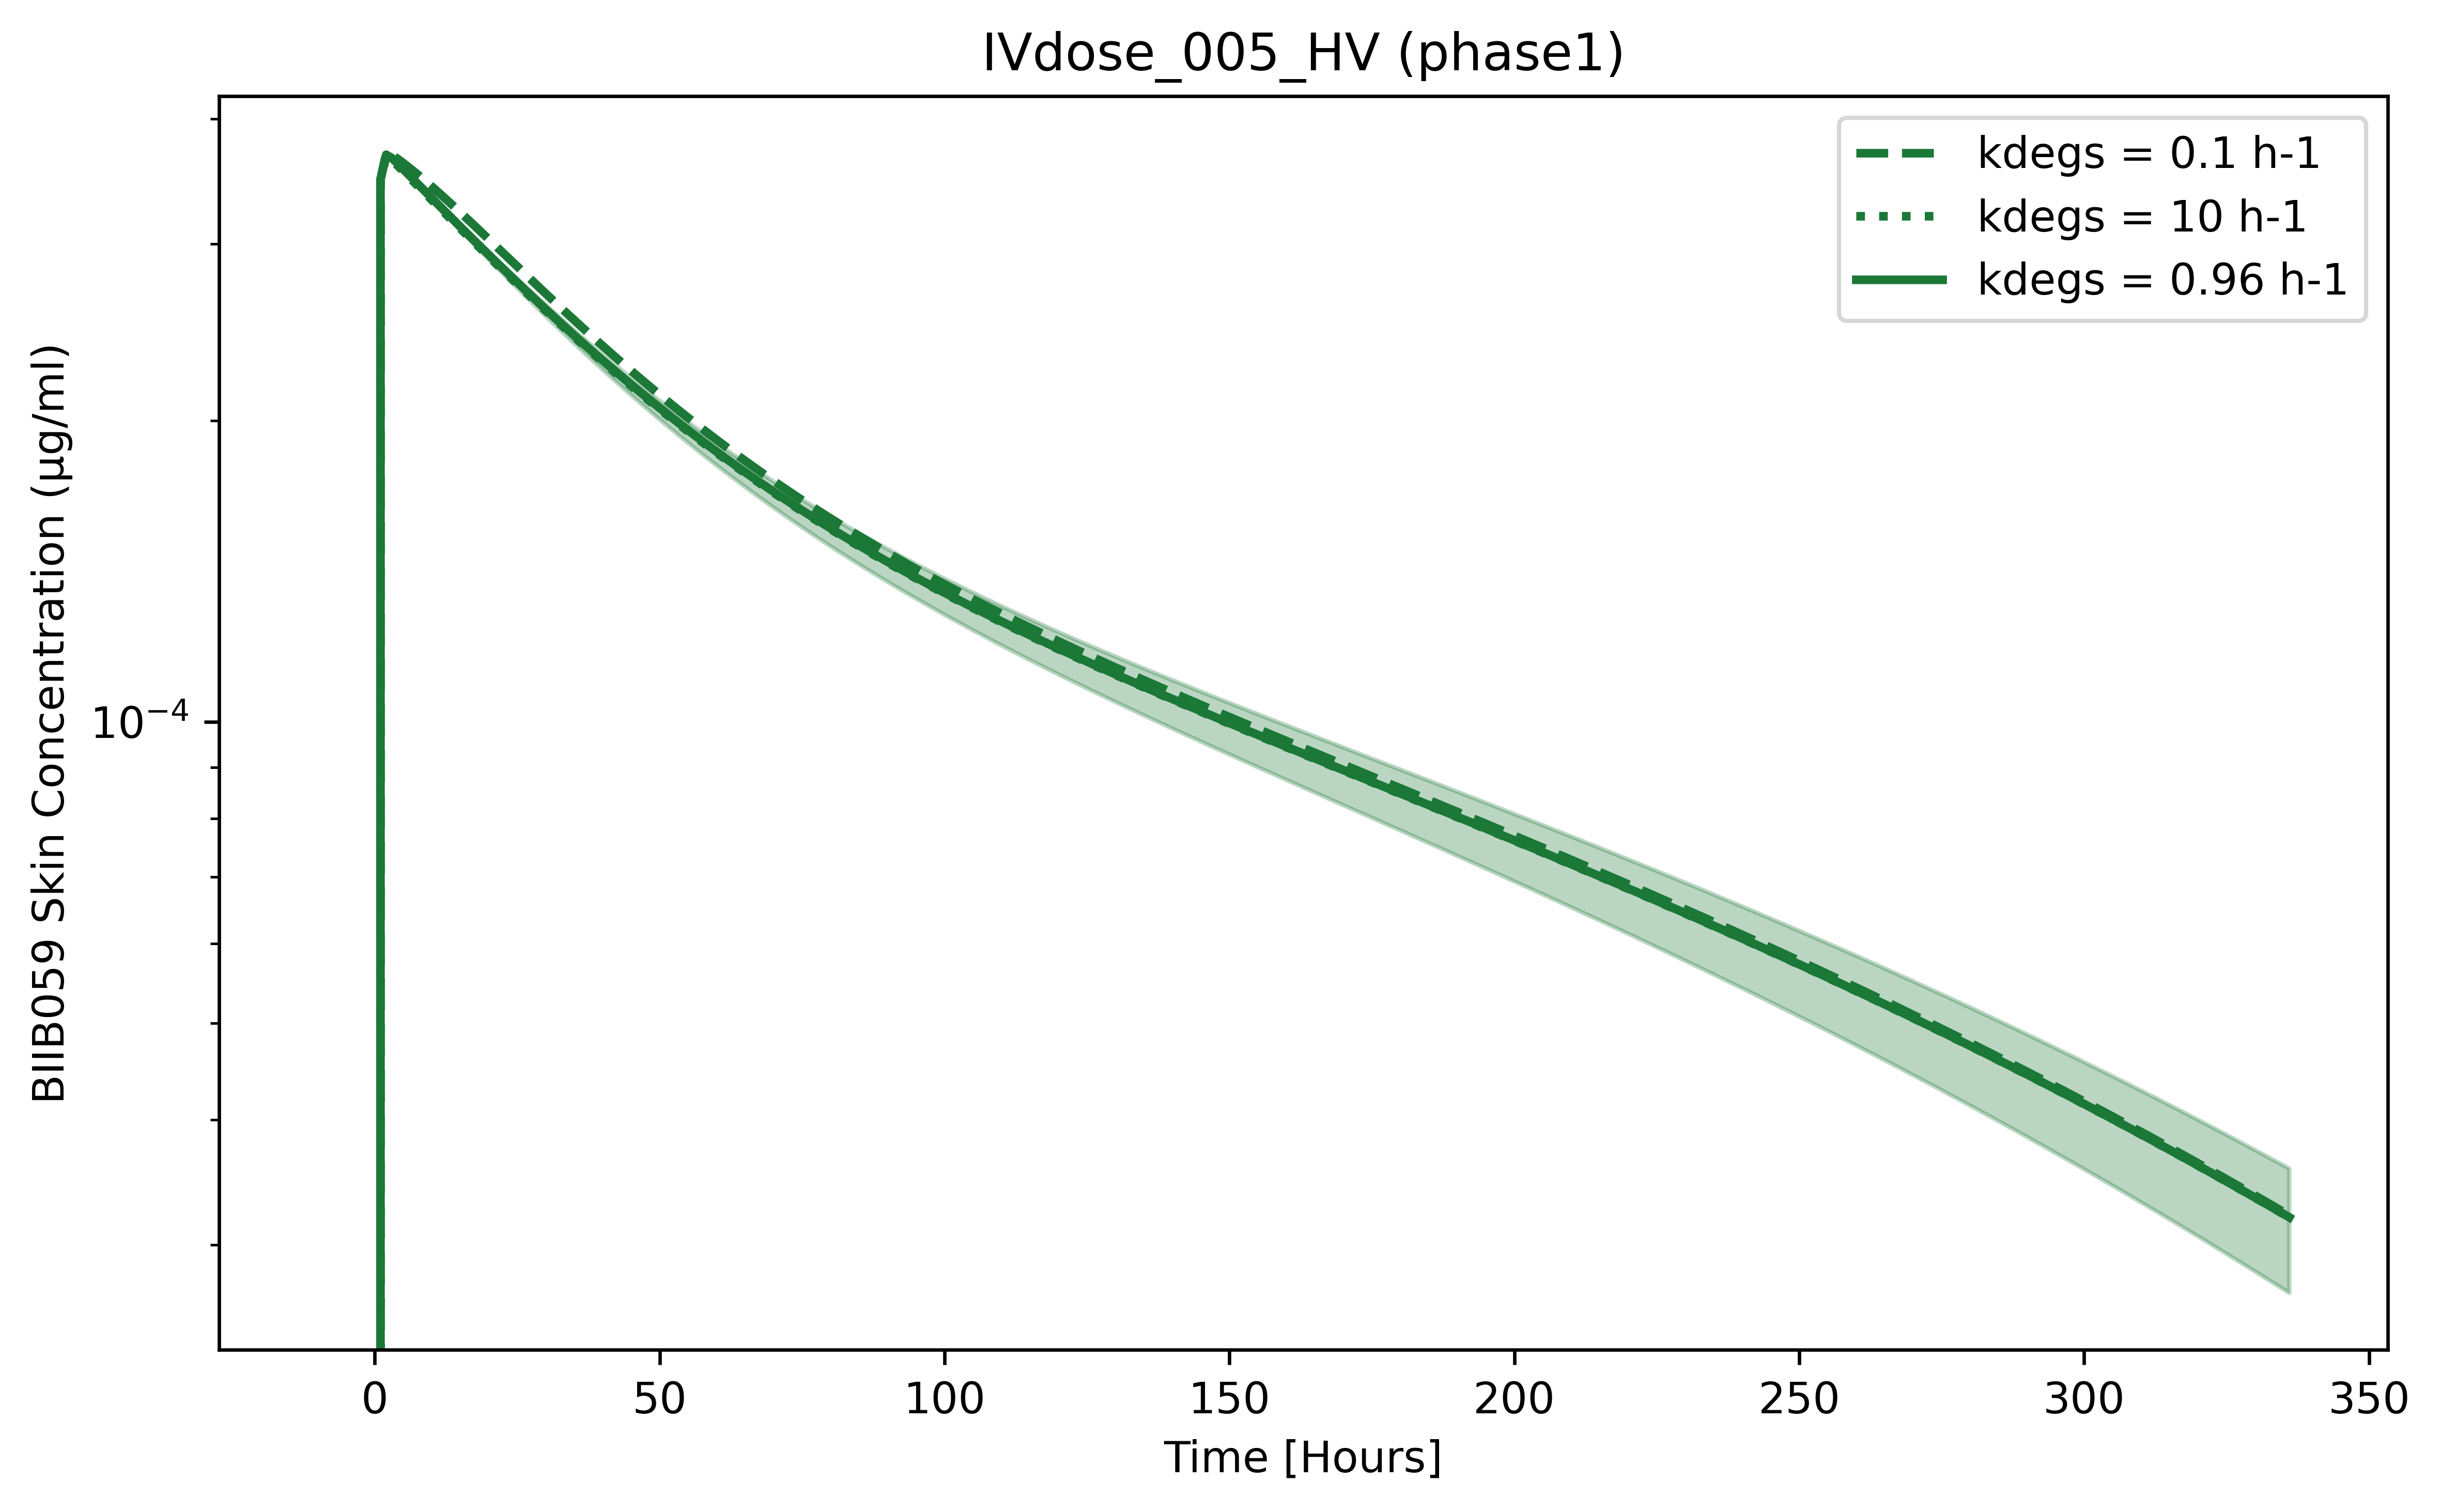 IVdose_005_HV (phase1)
kdegs = 0.1 h-1
kdegs = 10 h-1
kdegs = 0.96 h-1
BIIB059 Skin Concentration (µg/ml)
10⁻⁴
0 50 100 150 200 250 300 350
Time [Hours]